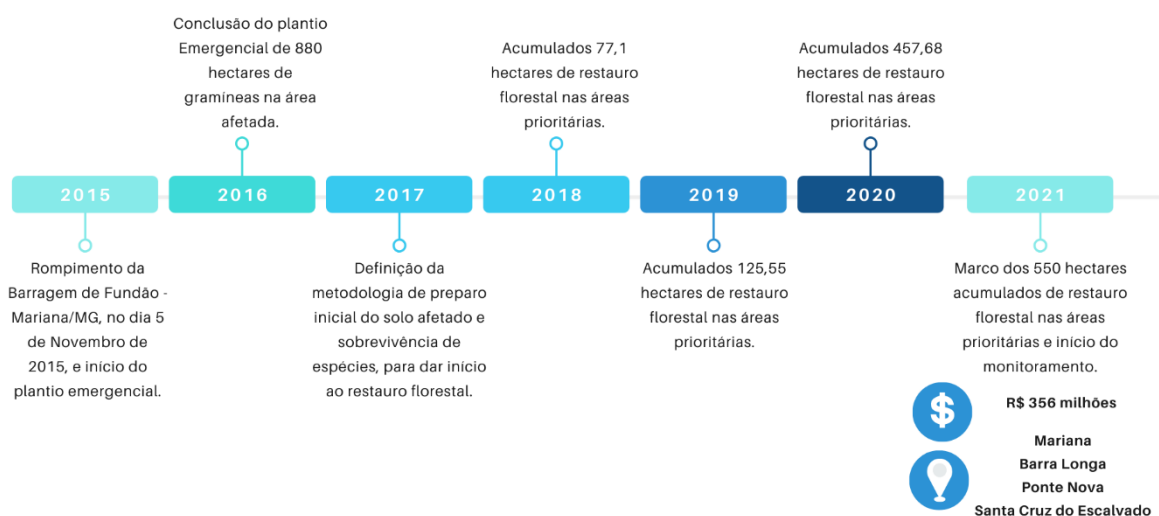 2015
Rompimento da
Barragem de Fundão -
Mariana/MG, no dia 5
de Novembro de
2015, e início do
plantio emergencial.
Conclusão do plantio
Emergencial de 880
hectares de
gramíneas na área
afetada.
2016
2017
Definição da
metodologia de preparo
inicial do solo afetado e
sobrevivência de
espécies, para dar início
ao restauro florestal.
Acumulados 77,1
hectares de restauro
florestal nas áreas
prioritárias.
2018
2019
Acumulados 125,55
hectares de restauro
florestal nas áreas
prioritárias.
Acumulados 457,68
hectares de restauro
florestal nas áreas
prioritárias.
2020
2021
Marco dos 550 hectares
acumulados de restauro
florestal nas áreas
prioritárias e início do
monitoramento.
$
R$ 356 milhões
Mariana
Barra Longa
Ponte Nova
Santa Cruz do Escalvado